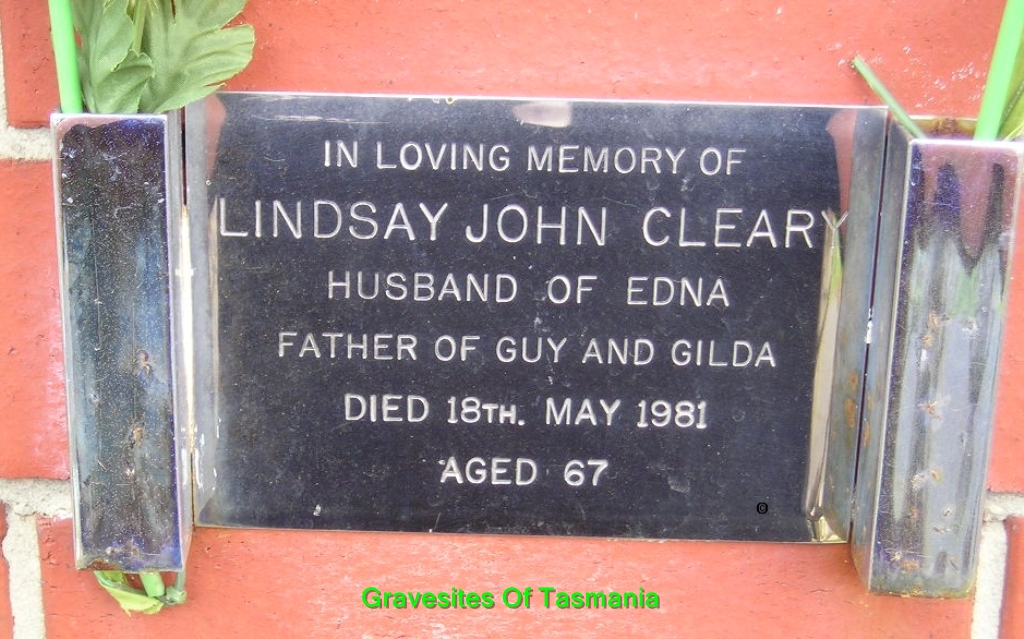 IN LOVING MEMORY OF
LINDSAY JOHN CLEARY
HUSBAND OF EDNA
FATHER OF GUY AND GILDA
DIED 18TH. MAY 1981
AGED 67
©
Gravesites Of Tasmania